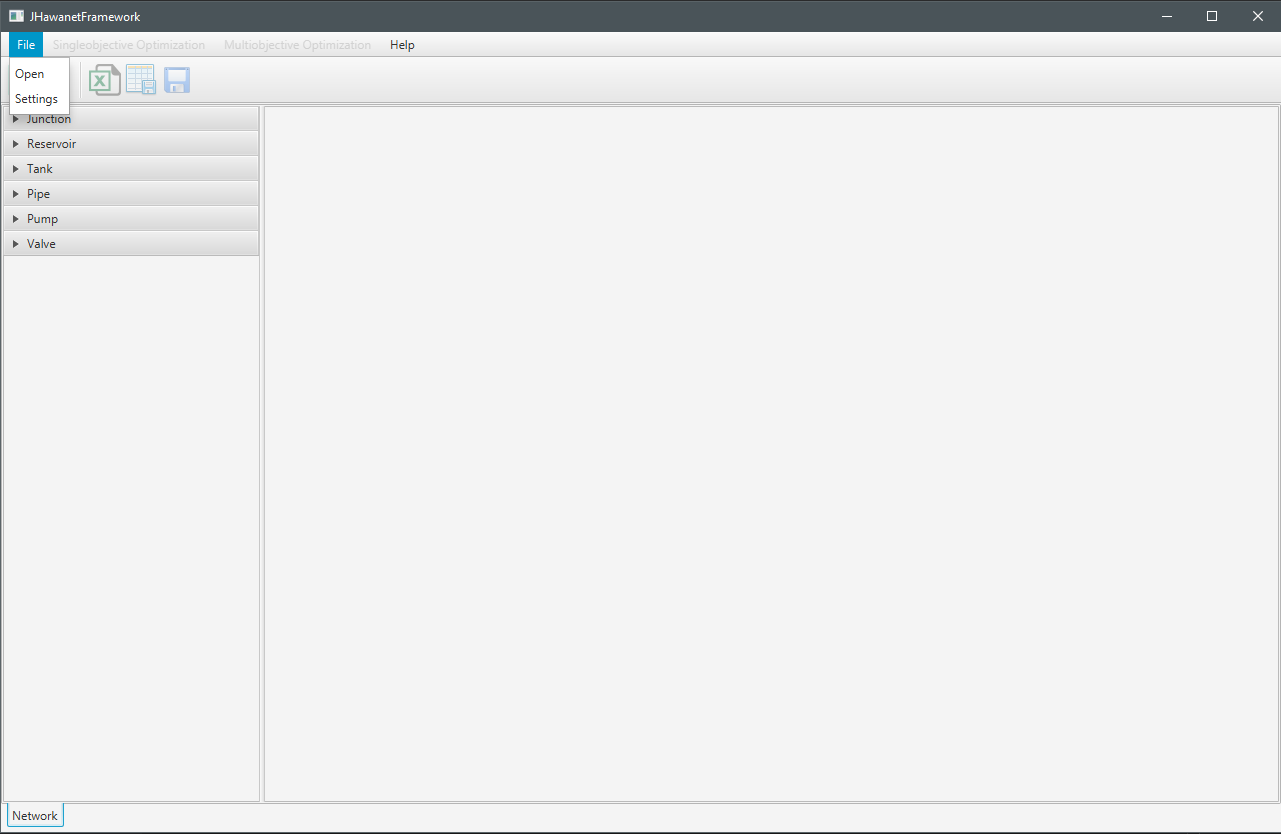 JHawanetFramework
File Singleobjective Optimization Multiobjective Optimization Help
Open
Settings
Junction
Reservoir
Tank
Pipe
Pump
Valve
Network